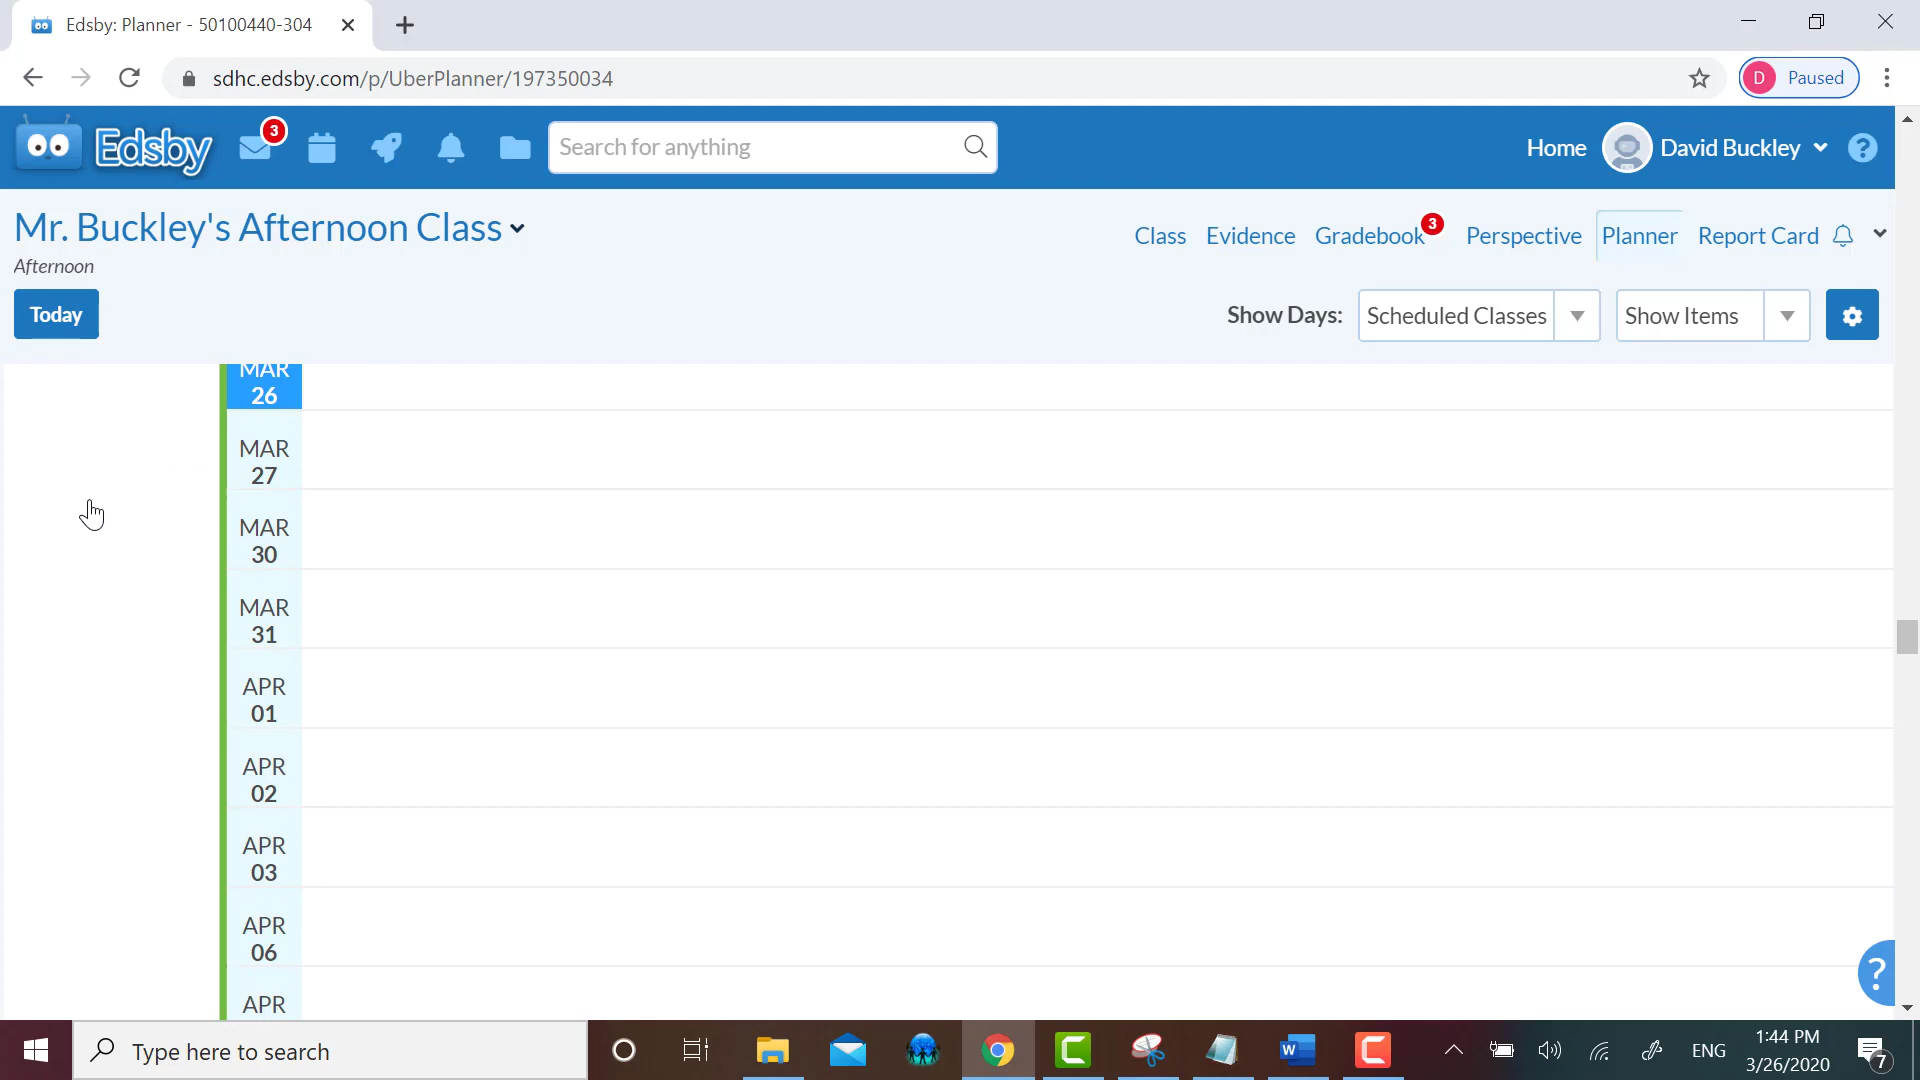 Edsby: Planner - 50100440-304
sdhc.edsby.com/p/UberPlanner/197350034
D Paused
Edsby
3
Search for anything
Home
David Buckley
?
Mr. Buckley's Afternoon Class
Afternoon
Class
Evidence
Gradebook
3
Perspective
Planner
Report Card
Today
Show Days:
Scheduled Classes
Show Items
MAR
26
MAR
27
MAR
30
MAR
31
APR
01
APR
02
APR
03
APR
06
APR
?
Type here to search
W
ENG
1:44 PM
3/26/2020
7